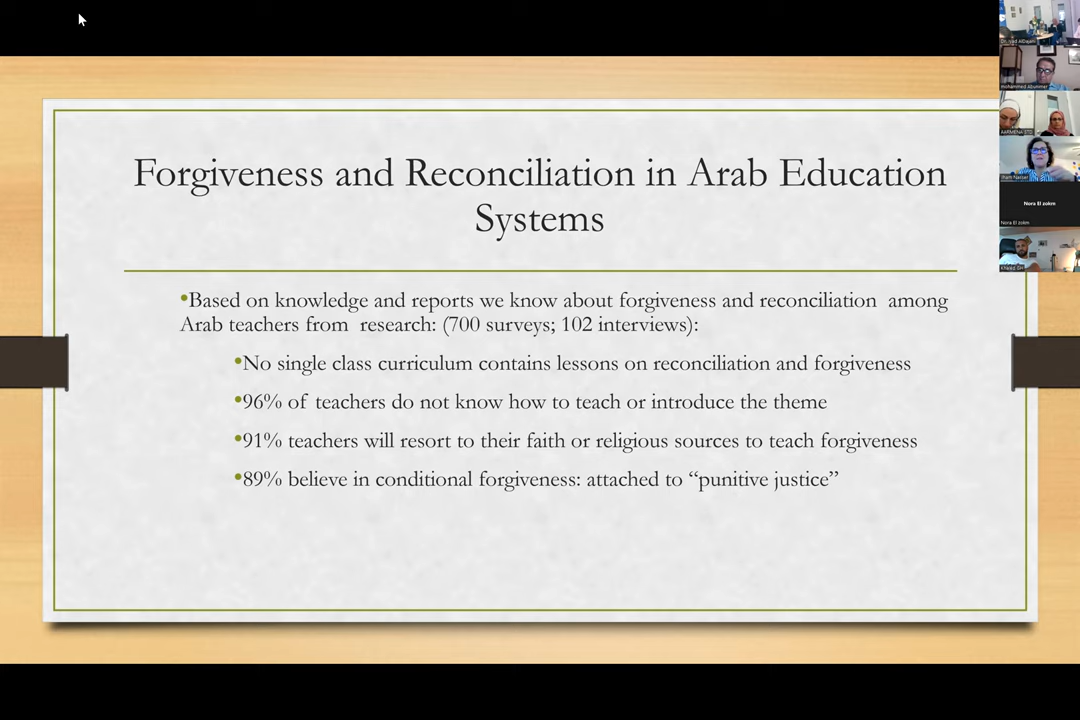 Forgiveness and Reconciliation in Arab Education
Systems
•Based on knowledge and reports we know about forgiveness and reconciliation among
Arab teachers from research: (700 surveys; 102 interviews):
•No single class curriculum contains lessons on reconciliation and forgiveness
•96% of teachers do not know how to teach or introduce the theme
•91% teachers will resort to their faith or religious sources to teach forgiveness
•89% believe in conditional forgiveness: attached to “punitive justice”
mohammed Abunimer
Nora El zokm
Nora El zokm